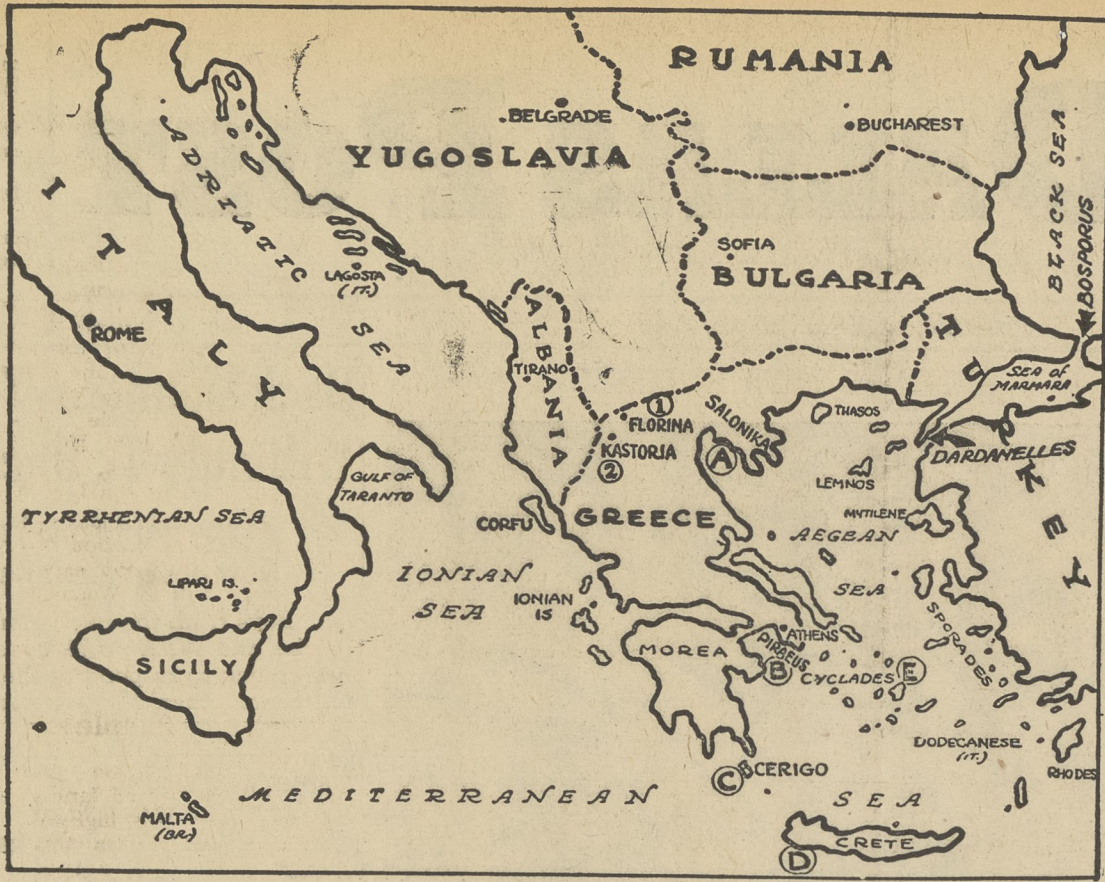 RUMANIA
BELGRADE
BUCHAREST
YUGOSLAVIA
BLACK SEA
BOSPORUS
ADRIATIC SEA
ITALY
SOFIA
BULGARIA
LAGOSTA
(IT.)
ROME
ALBANIA
TIRANO
TURKEY
SEA OF
MARMARA
1
FLORINA
SALONIKA
THASOS
KASTORIA
2
A
DARDANELLES
GULF OF
TARANTO
LEMNOS
TYRRHENIAN SEA
CORFU
GREECE
MYTILENE
AEGEAN
SEA
IONIAN
SEA
LIPARI IS.
IONIAN
IS
SPORADES
ATHENS
PIRAEUS
MOREA
SICILY
B
CYCLADES
E
DODECANESE
(IT.)
RHODES
C
CERIGO
MEDITERRANEAN SEA
MALTA
(BR.)
CRETE
D